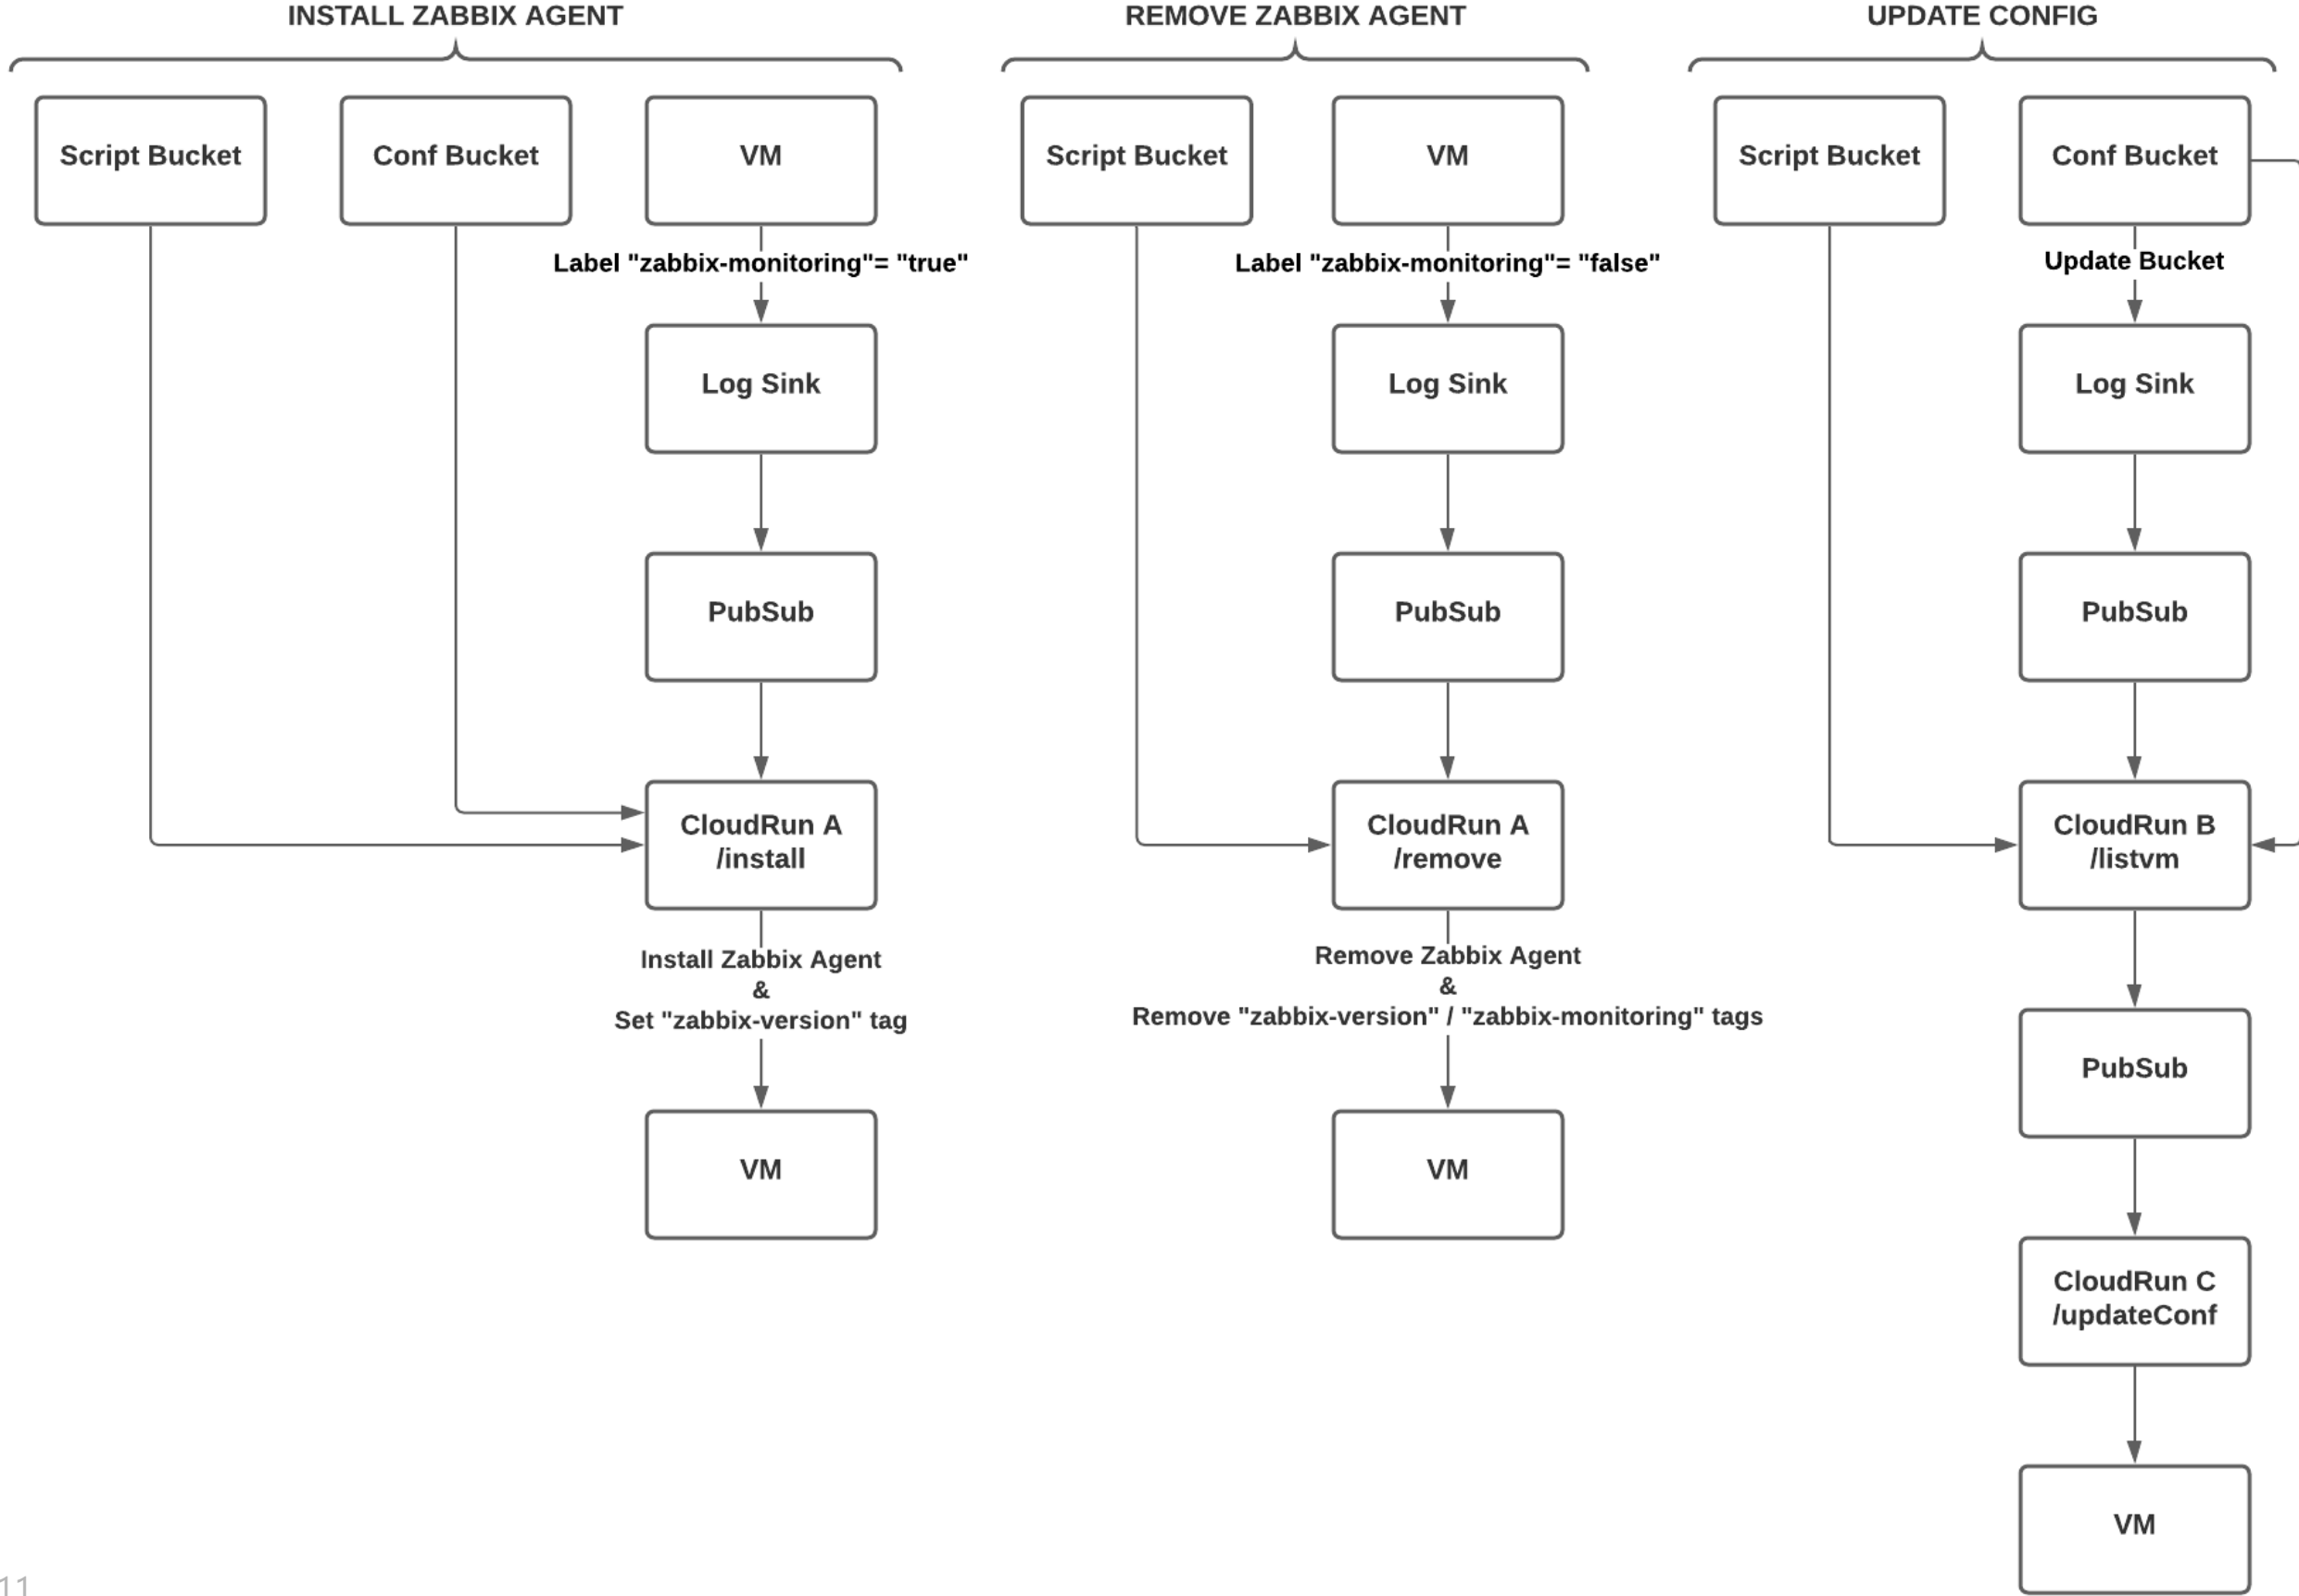 INSTALL ZABBIX AGENT
Script Bucket
Conf Bucket
VM
Label "zabbix-monitoring"= "true"
Log Sink
PubSub
CloudRun A
/install
Install Zabbix Agent
&
Set "zabbix-version" tag
VM
REMOVE ZABBIX AGENT
Script Bucket
VM
Label "zabbix-monitoring"= "false"
Log Sink
PubSub
CloudRun A
/remove
Remove Zabbix Agent
&
Remove "zabbix-version" / "zabbix-monitoring" tags
VM
UPDATE CONFIG
Script Bucket
Conf Bucket
Update Bucket
Log Sink
PubSub
CloudRun B
/listvm
PubSub
CloudRun C
/updateConf
VM
11